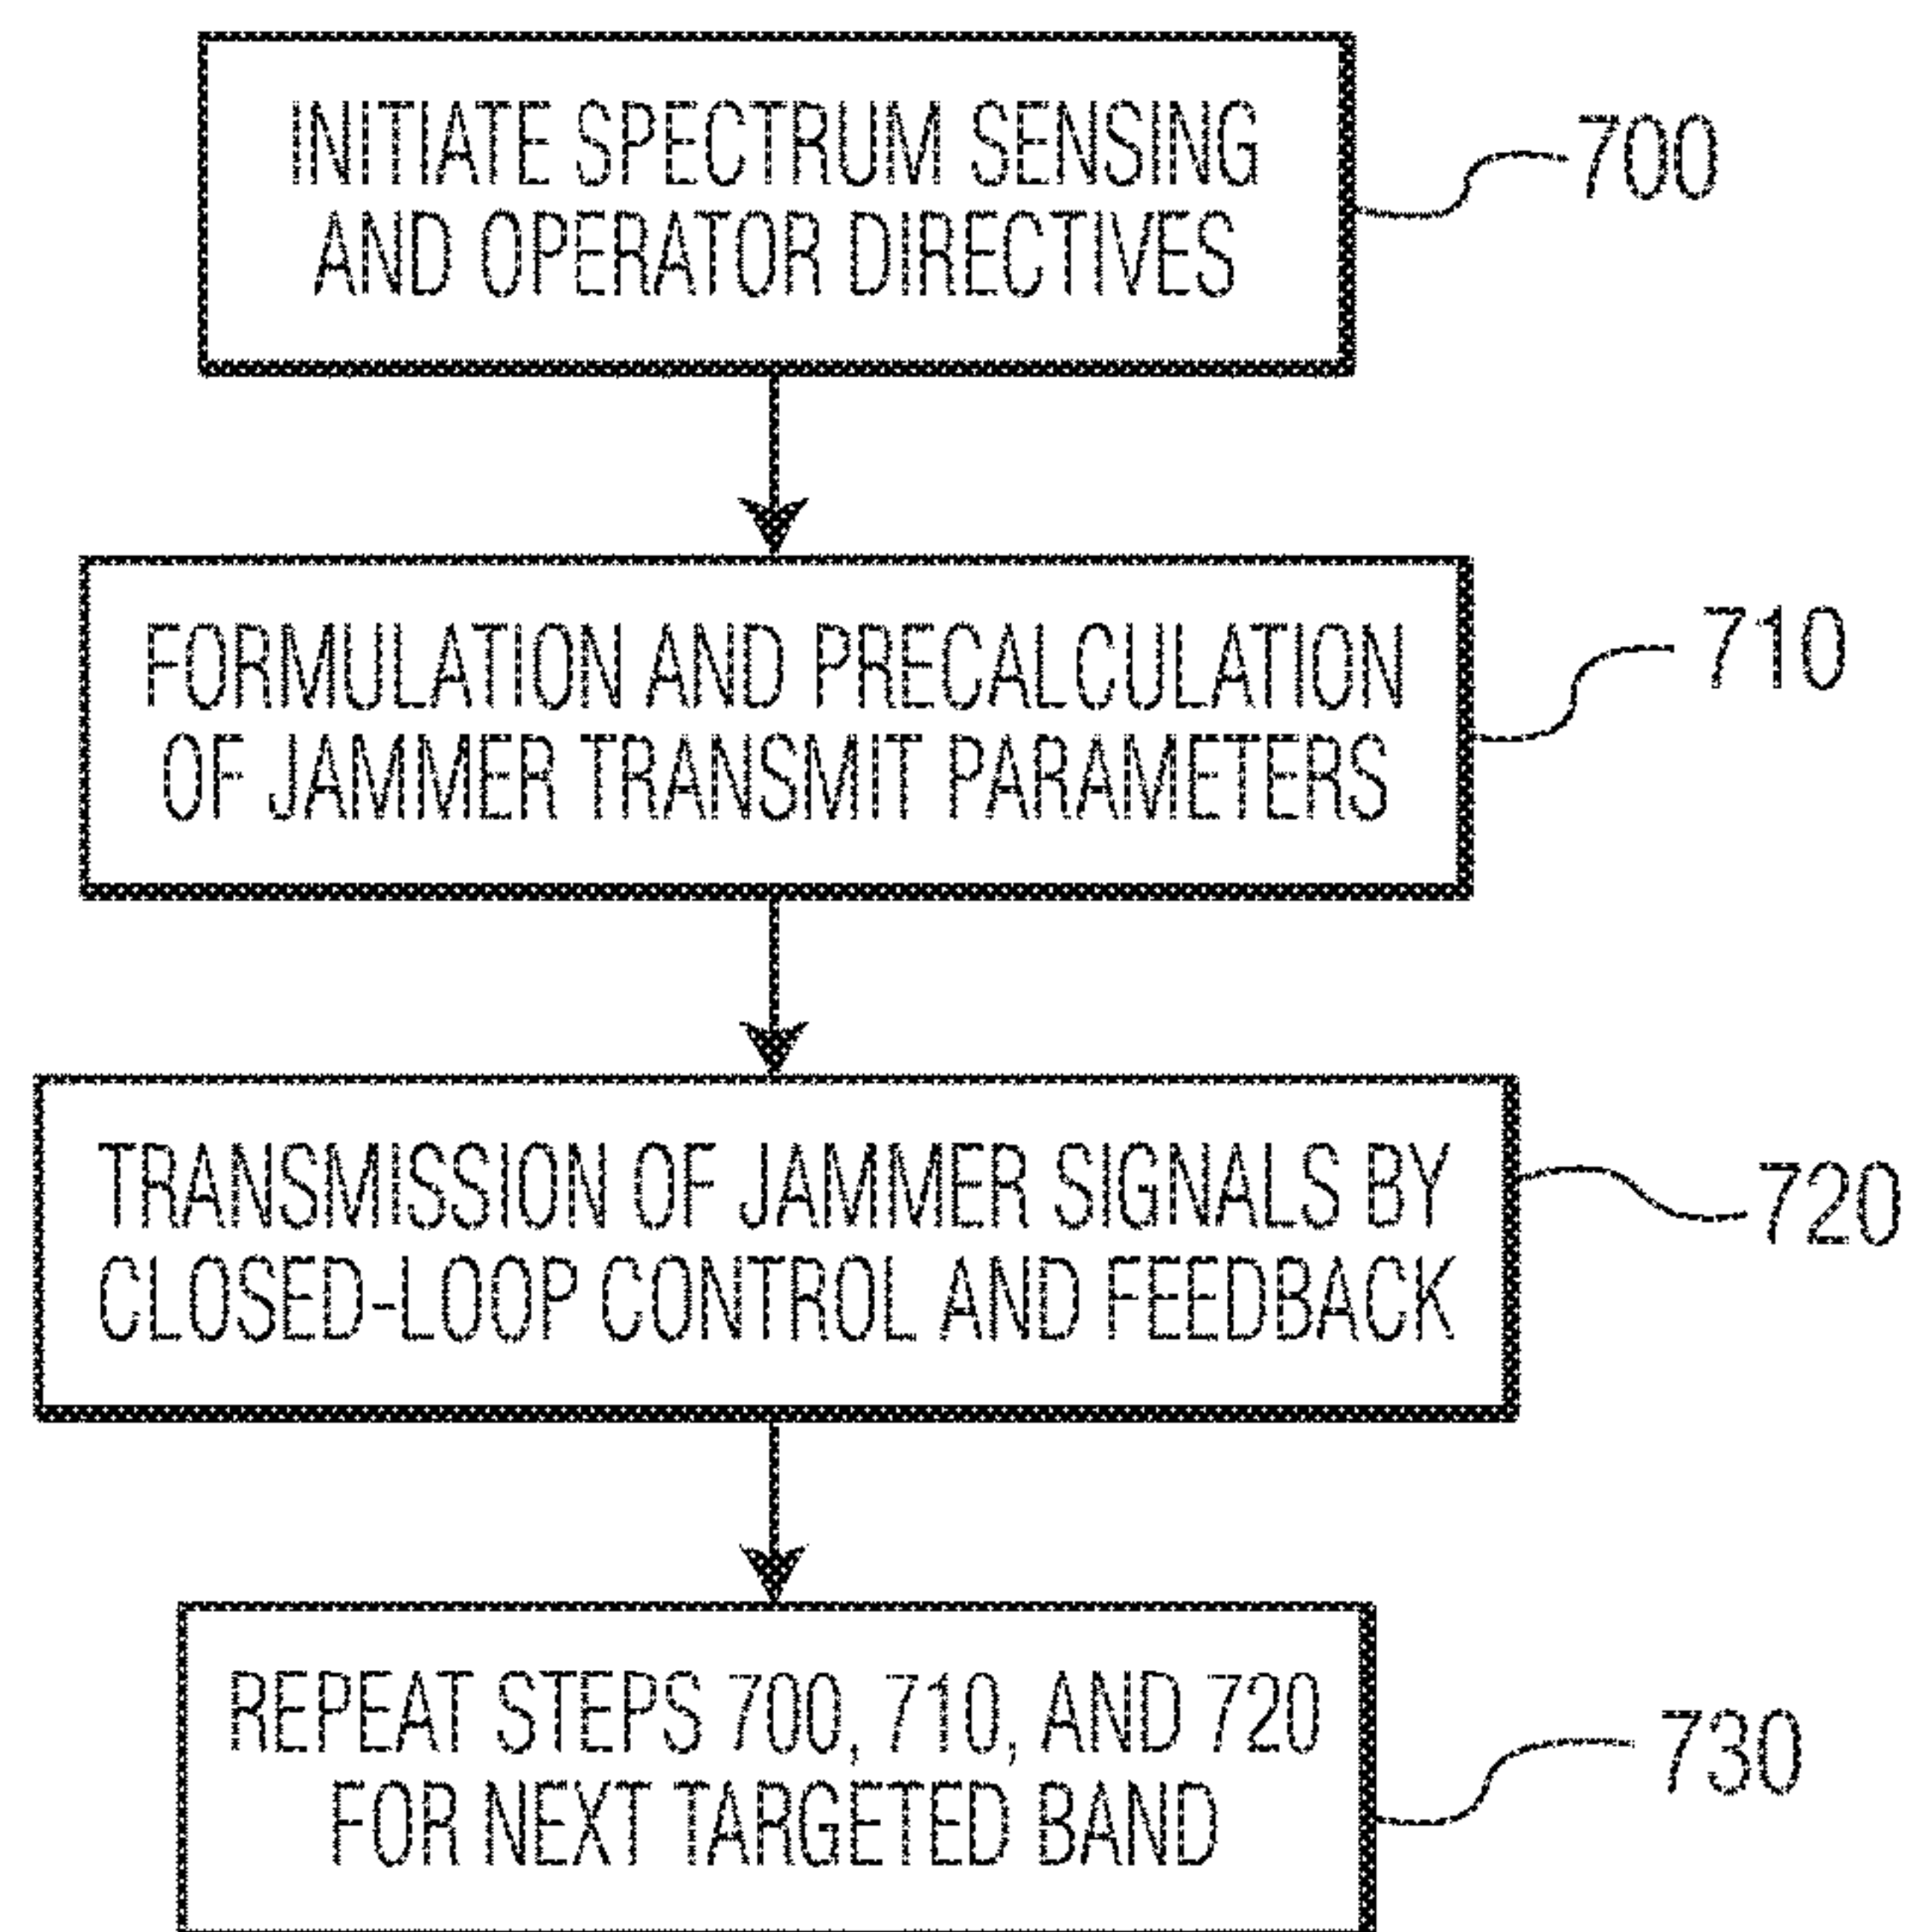 INITIATE SPECTRUM SENSING
AND OPERATOR DIRECTIVES
700
FORMULATION AND PRECALCULATION
OF JAMMER TRANSMIT PARAMETERS
710
TRANSMISSION OF JAMMER SIGNALS BY
CLOSED-LOOP CONTROL AND FEEDBACK
720
REPEAT STEPS 700, 710, AND 720
FOR NEXT TARGETED BAND
730